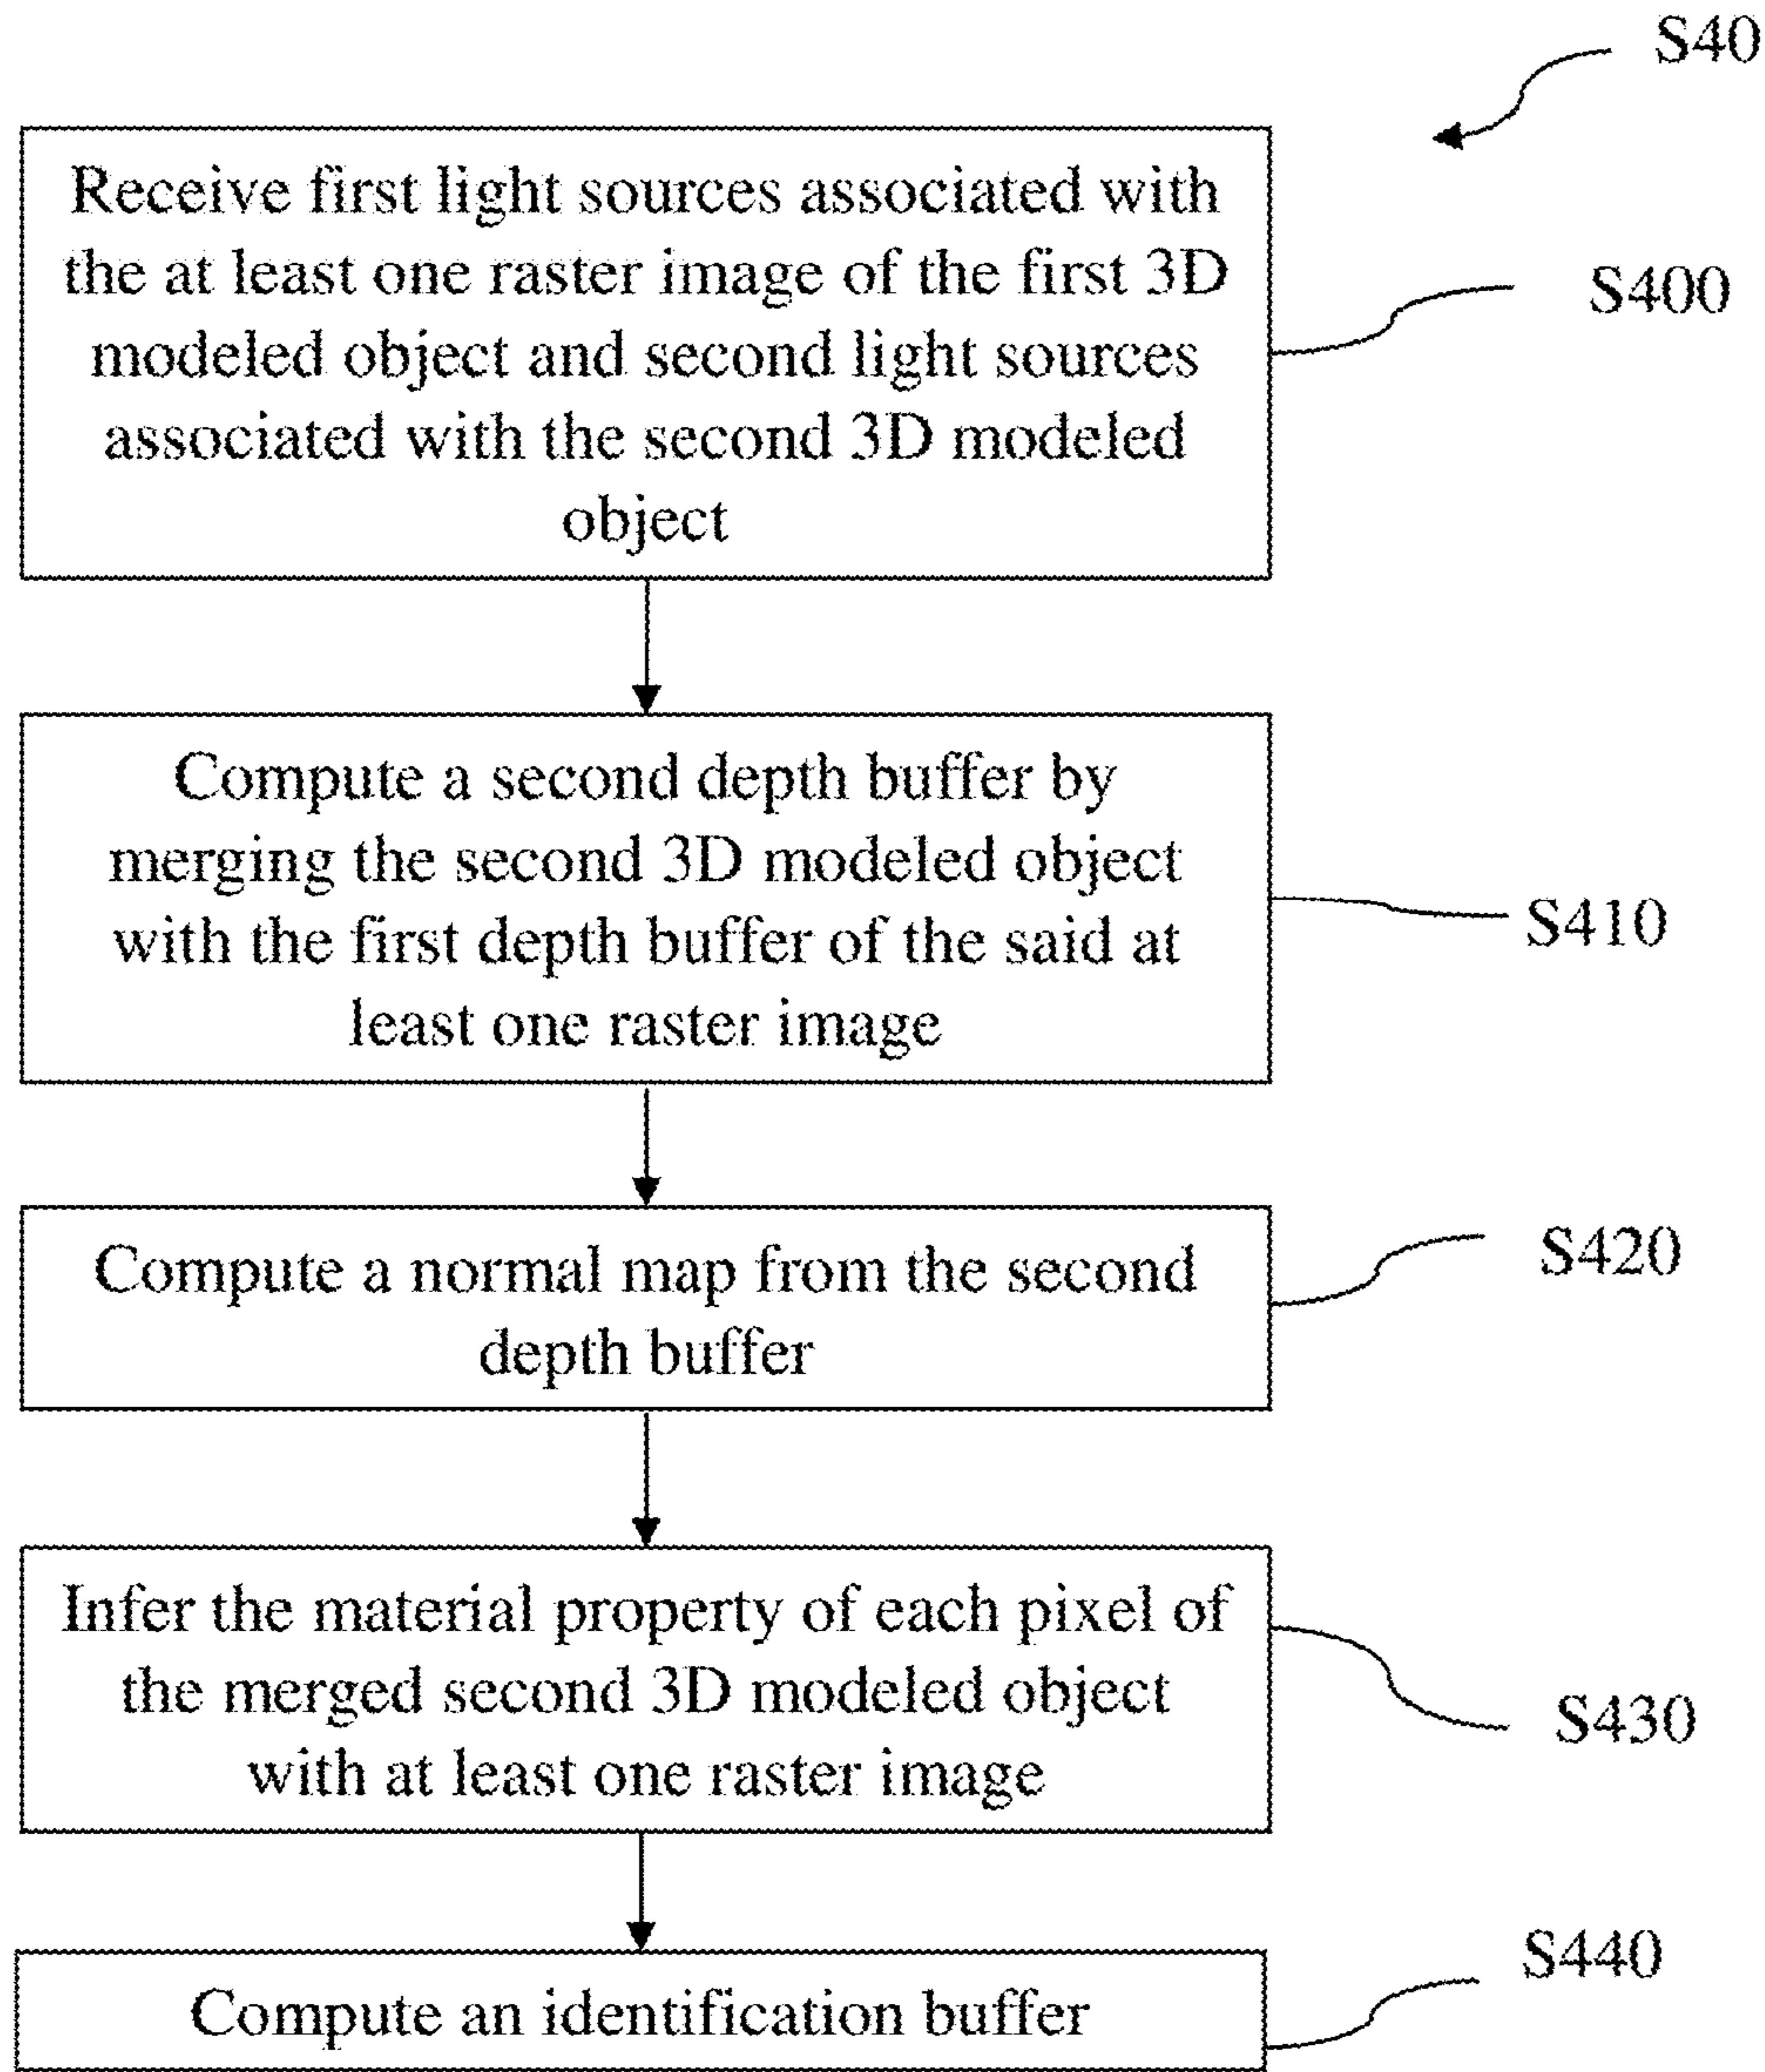 S40
Receive first light sources associated with
the at least one raster image of the first 3D
modeled object and second light sources
associated with the second 3D modeled
object
S400
Compute a second depth buffer by
merging the second 3D modeled object
with the first depth buffer of the said at
least one raster image
S410
Compute a normal map from the second
depth buffer
S420
Infer the material property of each pixel of
the merged second 3D modeled object
with at least one raster image
S430
Compute an identification buffer
S440